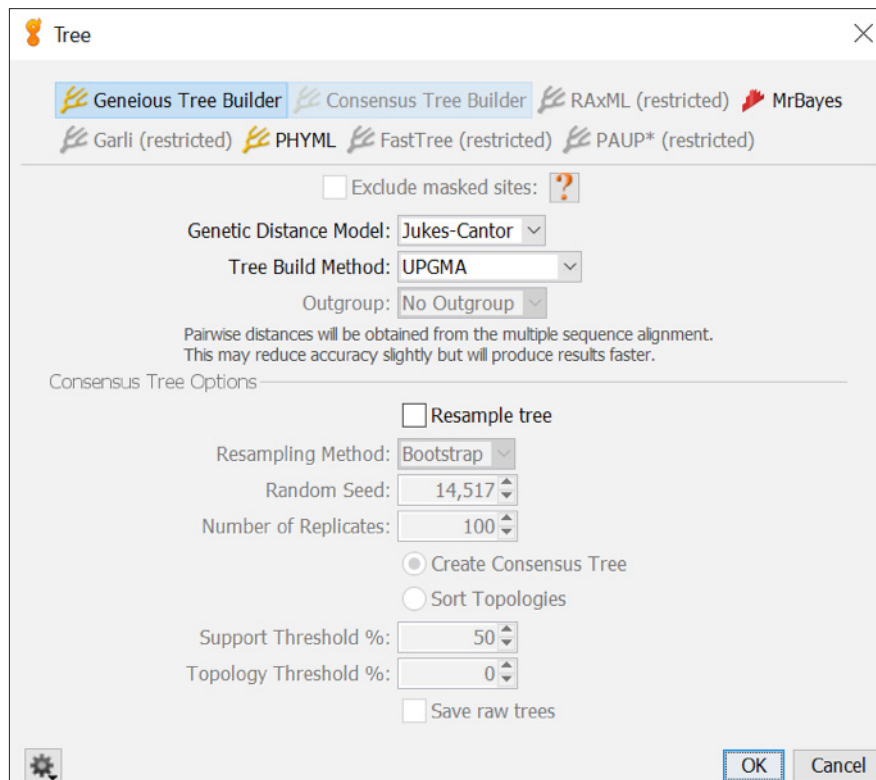 Tree
Geneious Tree Builder Consensus Tree Builder RAxML (restricted) MrBayes
Garli (restricted) PHYML FastTree (restricted) PAUP* (restricted)
Exclude masked sites: ?
Genetic Distance Model: Jukes-Cantor
Tree Build Method: UPGMA
Outgroup: No Outgroup
Pairwise distances will be obtained from the multiple sequence alignment.
This may reduce accuracy slightly but will produce results faster.
Consensus Tree Options
Resample tree
Resampling Method: Bootstrap
Random Seed: 14,517
Number of Replicates: 100
Create Consensus Tree
Sort Topologies
Support Threshold %: 50
Topology Threshold %: 0
Save raw trees
OK Cancel